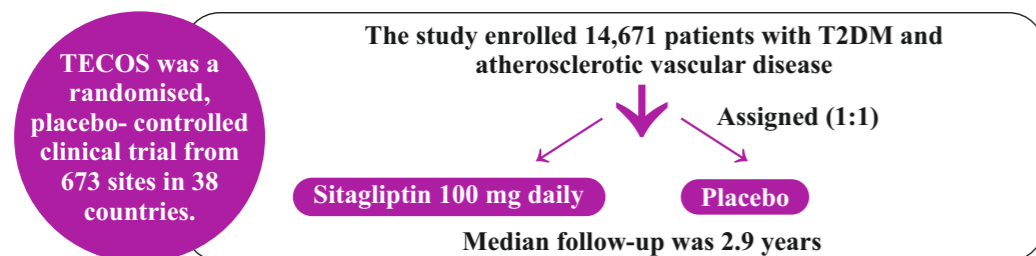 TECOS was a
randomised,
placebo- controlled
clinical trial from
673 sites in 38
countries.
The study enrolled 14,671 patients with T2DM and
atherosclerotic vascular disease
Assigned (1:1)
Sitagliptin 100 mg daily
Placebo
Median follow-up was 2.9 years